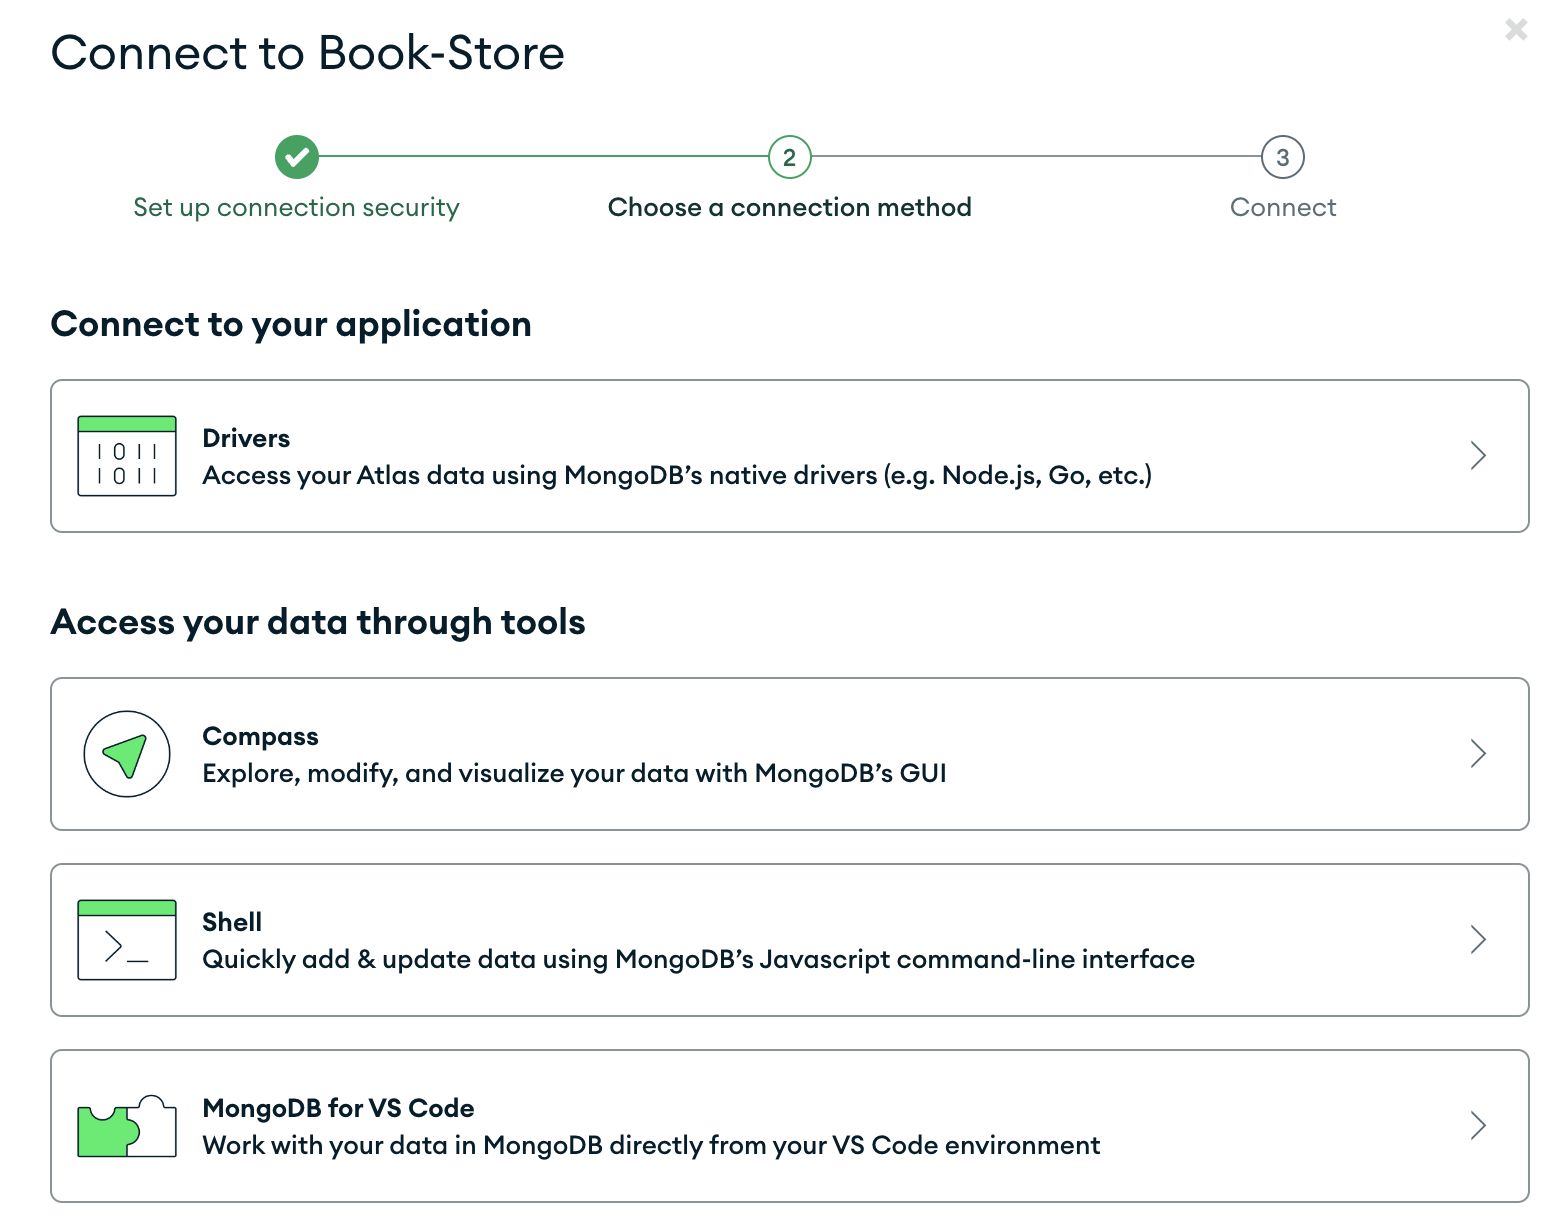 Connect to Book-Store
2
3
Set up connection security
Choose a connection method
Connect
Connect to your application
1011
1011
Drivers
Access your Atlas data using MongoDB’s native drivers (e.g. Node.js, Go, etc.)
Access your data through tools
Compass
Explore, modify, and visualize your data with MongoDB’s GUI
>_
Shell
Quickly add & update data using MongoDB’s Javascript command-line interface
MongoDB for VS Code
Work with your data in MongoDB directly from your VS Code environment